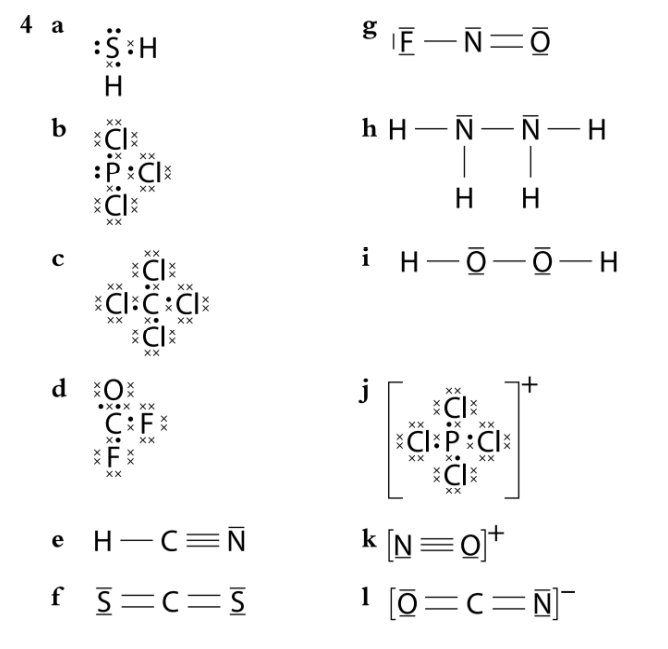 4 a
:S:H
H
b Cl
:P:Cl
Cl
c Cl
Cl:C:Cl
Cl
d O
C:F
F
e H—C≡N̅
f S̲̅=C=S̲̅
g |F̲̅—N̅=O̲̅
h H—N̅—N̅—H
H H
i H—O̲̅—O̲̅—H
j [ Cl ]+
Cl:P:Cl
Cl
k [N̲≡O̲]+
l [O̲̅=C=N̲̅]−